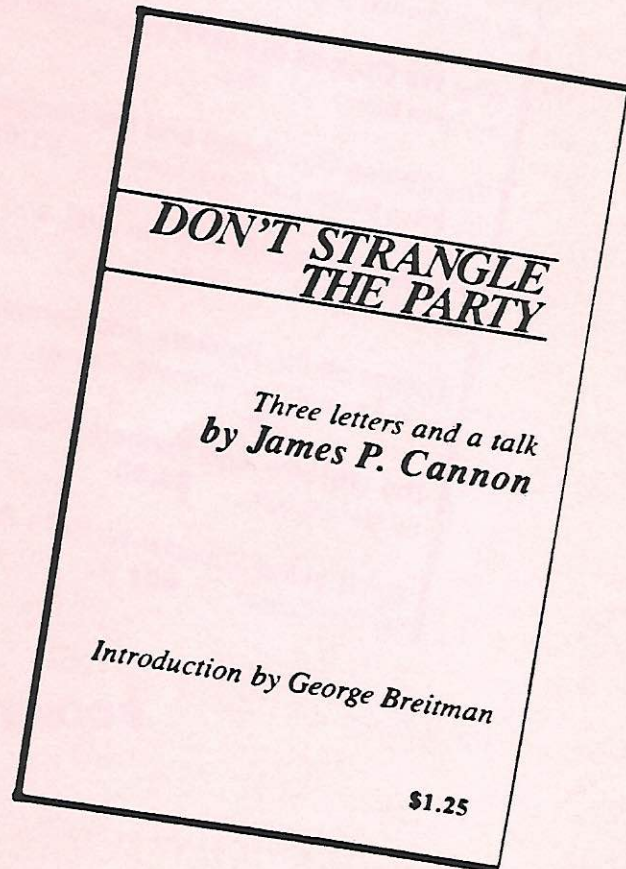 DON'T STRANGLE
THE PARTY
Three letters and a talk
by James P. Cannon
Introduction by George Breitman
$1.25